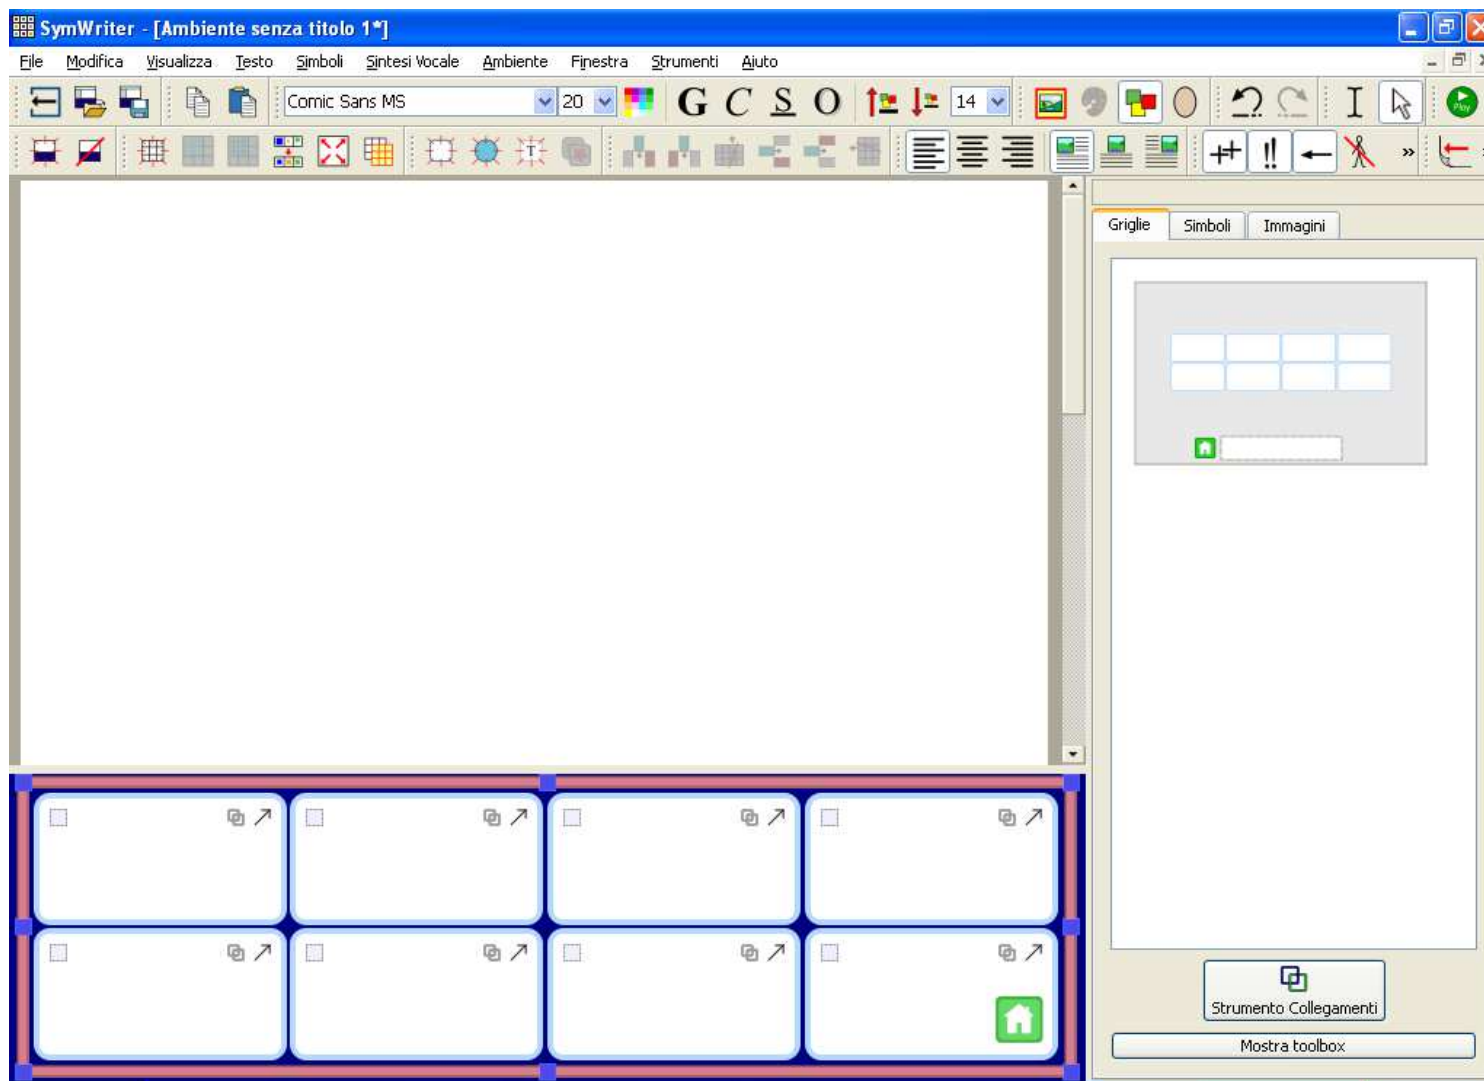 SymWriter - [Ambiente senza titolo 1*]
File Modifica Visualizza Testo Simboli Sintesi Vocale Ambiente Finestra Strumenti Aiuto
Comic Sans MS 20 G C S O 14 Play
T !! »
Griglie Simboli Immagini
Strumento Collegamenti
Mostra toolbox